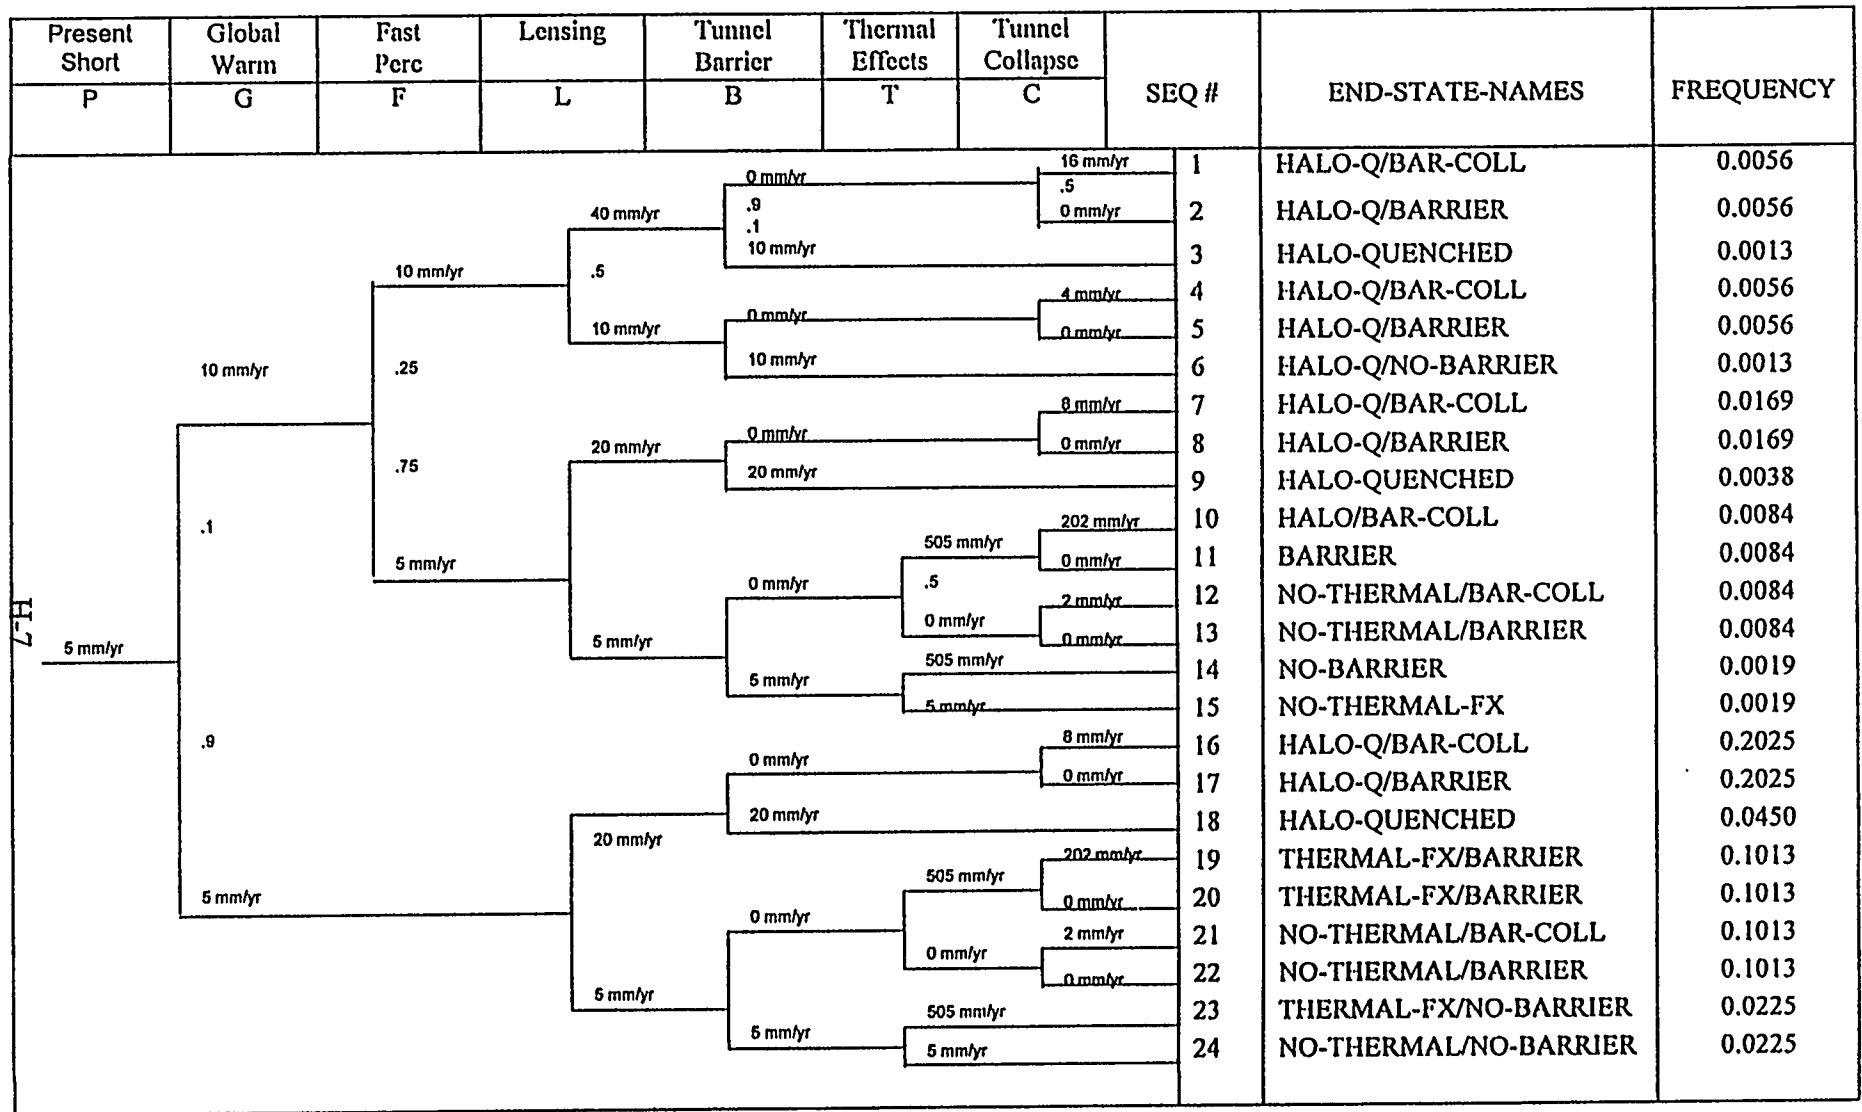 Present Short
Global Warm
Fast Perc
Lensing
Tunnel Barrier
Thermal Effects
Tunnel Collapse
P
G
F
L
B
T
C
SEQ #
END-STATE-NAMES
FREQUENCY
16 mm/yr
1 HALO-Q/BAR-COLL 0.0056
0 mm/yr
.5
.9
40 mm/yr
0 mm/yr
2 HALO-Q/BARRIER 0.0056
.1
10 mm/yr
3 HALO-QUENCHED 0.0013
10 mm/yr
.5
4 mm/yr
4 HALO-Q/BAR-COLL 0.0056
0 mm/yr
10 mm/yr
0 mm/yr
5 HALO-Q/BARRIER 0.0056
10 mm/yr
6 HALO-Q/NO-BARRIER 0.0013
10 mm/yr
.25
8 mm/yr
7 HALO-Q/BAR-COLL 0.0169
0 mm/yr
20 mm/yr
0 mm/yr
8 HALO-Q/BARRIER 0.0169
.75
20 mm/yr
9 HALO-QUENCHED 0.0038
.1
202 mm/yr
10 HALO/BAR-COLL 0.0084
505 mm/yr
5 mm/yr
0 mm/yr
11 BARRIER 0.0084
0 mm/yr
.5
2 mm/yr
12 NO-THERMAL/BAR-COLL 0.0084
0 mm/yr
5 mm/yr
0 mm/yr
13 NO-THERMAL/BARRIER 0.0084
H-7
5 mm/yr
505 mm/yr
14 NO-BARRIER 0.0019
5 mm/yr
5 mm/yr
15 NO-THERMAL-FX 0.0019
.9
8 mm/yr
16 HALO-Q/BAR-COLL 0.2025
0 mm/yr
0 mm/yr
17 HALO-Q/BARRIER 0.2025
20 mm/yr
18 HALO-QUENCHED 0.0450
20 mm/yr
202 mm/yr
19 THERMAL-FX/BARRIER 0.1013
505 mm/yr
5 mm/yr
0 mm/yr
20 THERMAL-FX/BARRIER 0.1013
0 mm/yr
2 mm/yr
21 NO-THERMAL/BAR-COLL 0.1013
0 mm/yr
0 mm/yr
22 NO-THERMAL/BARRIER 0.1013
5 mm/yr
505 mm/yr
23 THERMAL-FX/NO-BARRIER 0.0225
5 mm/yr
5 mm/yr
24 NO-THERMAL/NO-BARRIER 0.0225